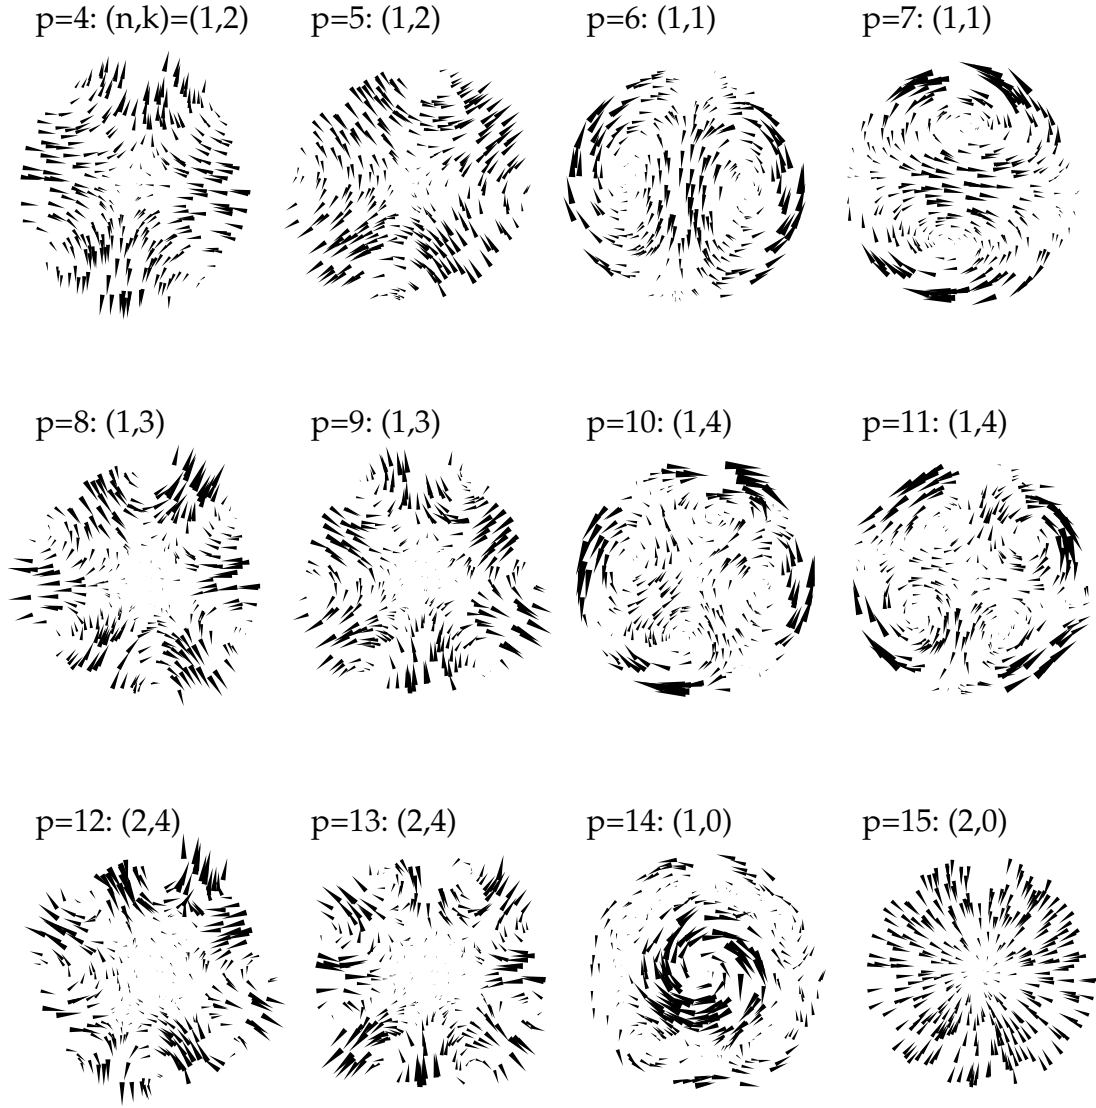 p=4: (n,k)=(1,2)
p=5: (1,2)
p=6: (1,1)
p=7: (1,1)
p=8: (1,3)
p=9: (1,3)
p=10: (1,4)
p=11: (1,4)
p=12: (2,4)
p=13: (2,4)
p=14: (1,0)
p=15: (2,0)